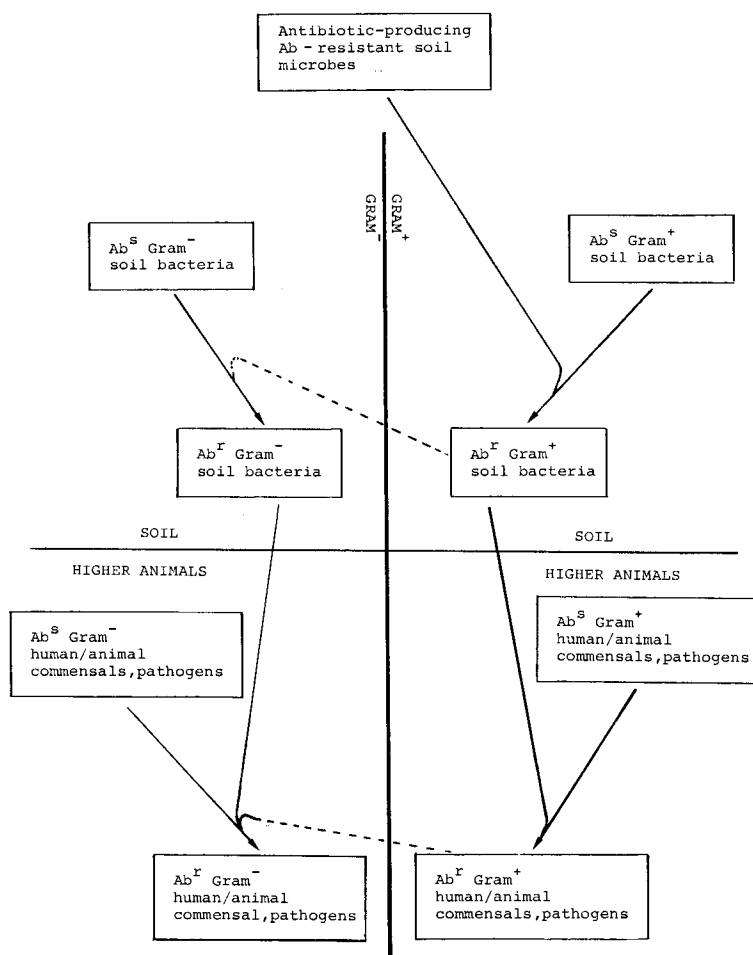 Antibiotic-producing
Ab-resistant soil
microbes
GRAM⁻
GRAM⁺
Abˢ Gram⁻
soil bacteria
Abˢ Gram⁺
soil bacteria
Abʳ Gram⁻
soil bacteria
Abʳ Gram⁺
soil bacteria
SOIL
SOIL
HIGHER ANIMALS
HIGHER ANIMALS
Abˢ Gram⁻
human/animal
commensals,pathogens
Abˢ Gram⁺
human/animal
commensals,pathogens
Abʳ Gram⁻
human/animal
commensal,pathogens
Abʳ Gram⁺
human/animal
commensals,pathogens